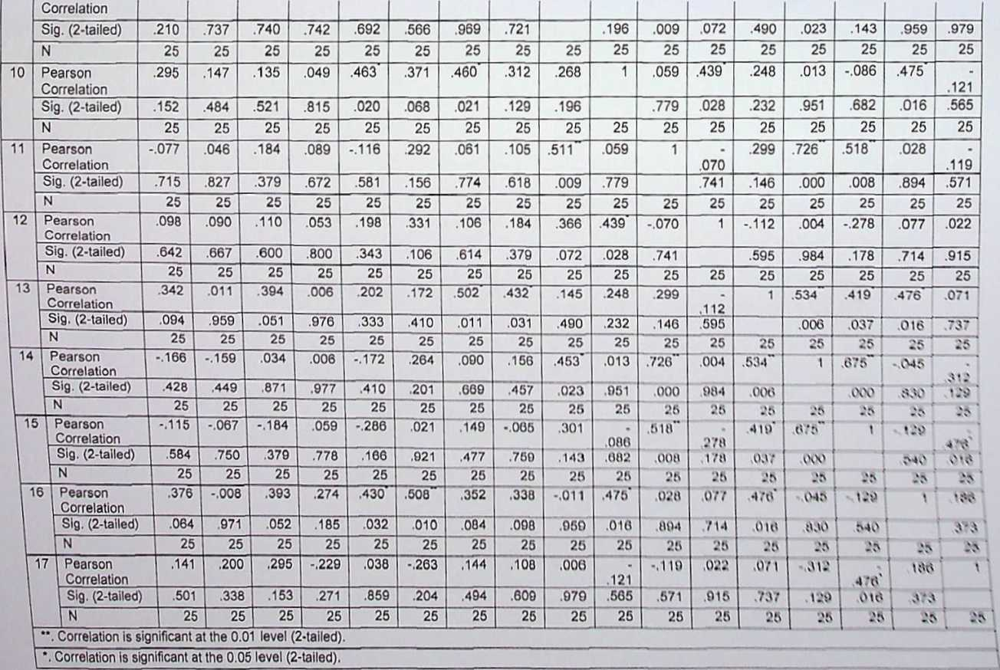 Correlation
Sig. (2-tailed) .210 .737 .740 .742 .692 .566 .969 .721 .196 .009 .072 .490 .023 .143 .959 .979
N 25 25 25 25 25 25 25 25 25 25 25 25 25 25 25 25 25
10 Pearson .295 .147 .135 .049 .463* .371 .460* .312 .268 1 .059 .439* .248 .013 -.086 .475* -
Correlation .121
Sig. (2-tailed) .152 .484 .521 .815 .020 .068 .021 .129 .196 .779 .028 .232 .951 .682 .016 .565
N 25 25 25 25 25 25 25 25 25 25 25 25 25 25 25 25 25
11 Pearson -.077 .046 .184 .089 -.116 .292 .061 .105 .511** .059 1 - .299 .726** .518** .028 -
Correlation .070 .119
Sig. (2-tailed) .715 .827 .379 .672 .581 .156 .774 .618 .009 .779 .741 .146 .000 .008 .894 .571
N 25 25 25 25 25 25 25 25 25 25 25 25 25 25 25 25 25
12 Pearson .098 .090 .110 .053 .198 .331 .106 .184 .366 .439* -.070 1 -.112 .004 -.278 .077 .022
Correlation
Sig. (2-tailed) .642 .667 .600 .800 .343 .106 .614 .379 .072 .028 .741 .595 .984 .178 .714 .915
N 25 25 25 25 25 25 25 25 25 25 25 25 25 25 25 25 25
13 Pearson .342 .011 .394 .006 .202 .172 .502* .432* .145 .248 .299 - 1 .534** .419* .476* .071
Correlation .112
Sig. (2-tailed) .094 .959 .051 .976 .333 .410 .011 .031 .490 .232 .146 .595 .006 .037 .016 .737
N 25 25 25 25 25 25 25 25 25 25 25 25 25 25 25 25 25
14 Pearson -.166 -.159 .034 .006 -.172 .264 .090 .156 .453* .013 .726** .004 .534** 1 .675** -.045 -
Correlation .312
Sig. (2-tailed) .428 .449 .871 .977 .410 .201 .669 .457 .023 .951 .000 .984 .006 .000 .830 .129
N 25 25 25 25 25 25 25 25 25 25 25 25 25 25 25 25 25
15 Pearson -.115 -.067 -.184 .059 -.286 .021 .149 -.065 .301 - .518** - .419* .675** 1 -.129 -
Correlation .086 .278 .476*
Sig. (2-tailed) .584 .750 .379 .778 .166 .921 .477 .759 .143 .682 .008 .178 .037 .000 .540 .016
N 25 25 25 25 25 25 25 25 25 25 25 25 25 25 25 25 25
16 Pearson .376 -.008 .393 .274 .430* .508** .352 .338 -.011 .475* .028 .077 .476* -.045 -.129 1 .186
Correlation
Sig. (2-tailed) .064 .971 .052 .185 .032 .010 .084 .098 .959 .016 .894 .714 .016 .830 .540 .373
N 25 25 25 25 25 25 25 25 25 25 25 25 25 25 25 25 25
17 Pearson .141 .200 .295 -.229 .038 -.263 .144 .108 .006 - -.119 .022 .071 -.312 - .186 1
Correlation .121 .476*
Sig. (2-tailed) .501 .338 .153 .271 .859 .204 .494 .609 .979 .565 .571 .915 .737 .129 .016 .373
N 25 25 25 25 25 25 25 25 25 25 25 25 25 25 25 25 25
**. Correlation is significant at the 0.01 level (2-tailed).
*. Correlation is significant at the 0.05 level (2-tailed).